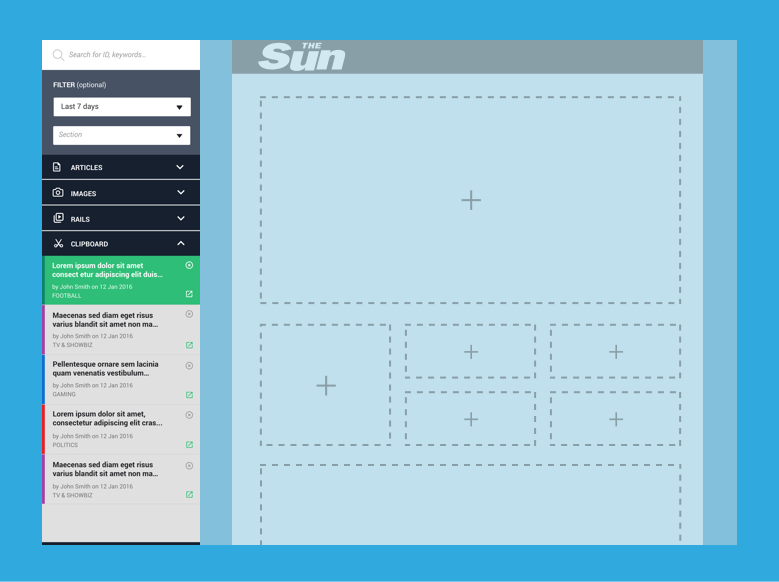 Search for ID, keywords...
FILTER (optional)
Last 7 days
Section
ARTICLES
IMAGES
RAILS
CLIPBOARD
Lorem ipsum dolor sit amet
consect etur adipiscing elit duis...
by John Smith on 12 Jan 2016
FOOTBALL
Maecenas sed diam eget risus
varius blandit sit amet non ma...
by John Smith on 12 Jan 2016
TV & SHOWBIZ
Pellentesque ornare sem lacinia
quam venenatis vestibulum...
by John Smith on 12 Jan 2016
GAMING
Lorem ipsum dolor sit amet,
consectetur adipiscing elit cras...
by John Smith on 12 Jan 2016
POLITICS
Maecenas sed diam eget risus
varius blandit sit amet non ma...
by John Smith on 12 Jan 2016
TV & SHOWBIZ
THE
Sun